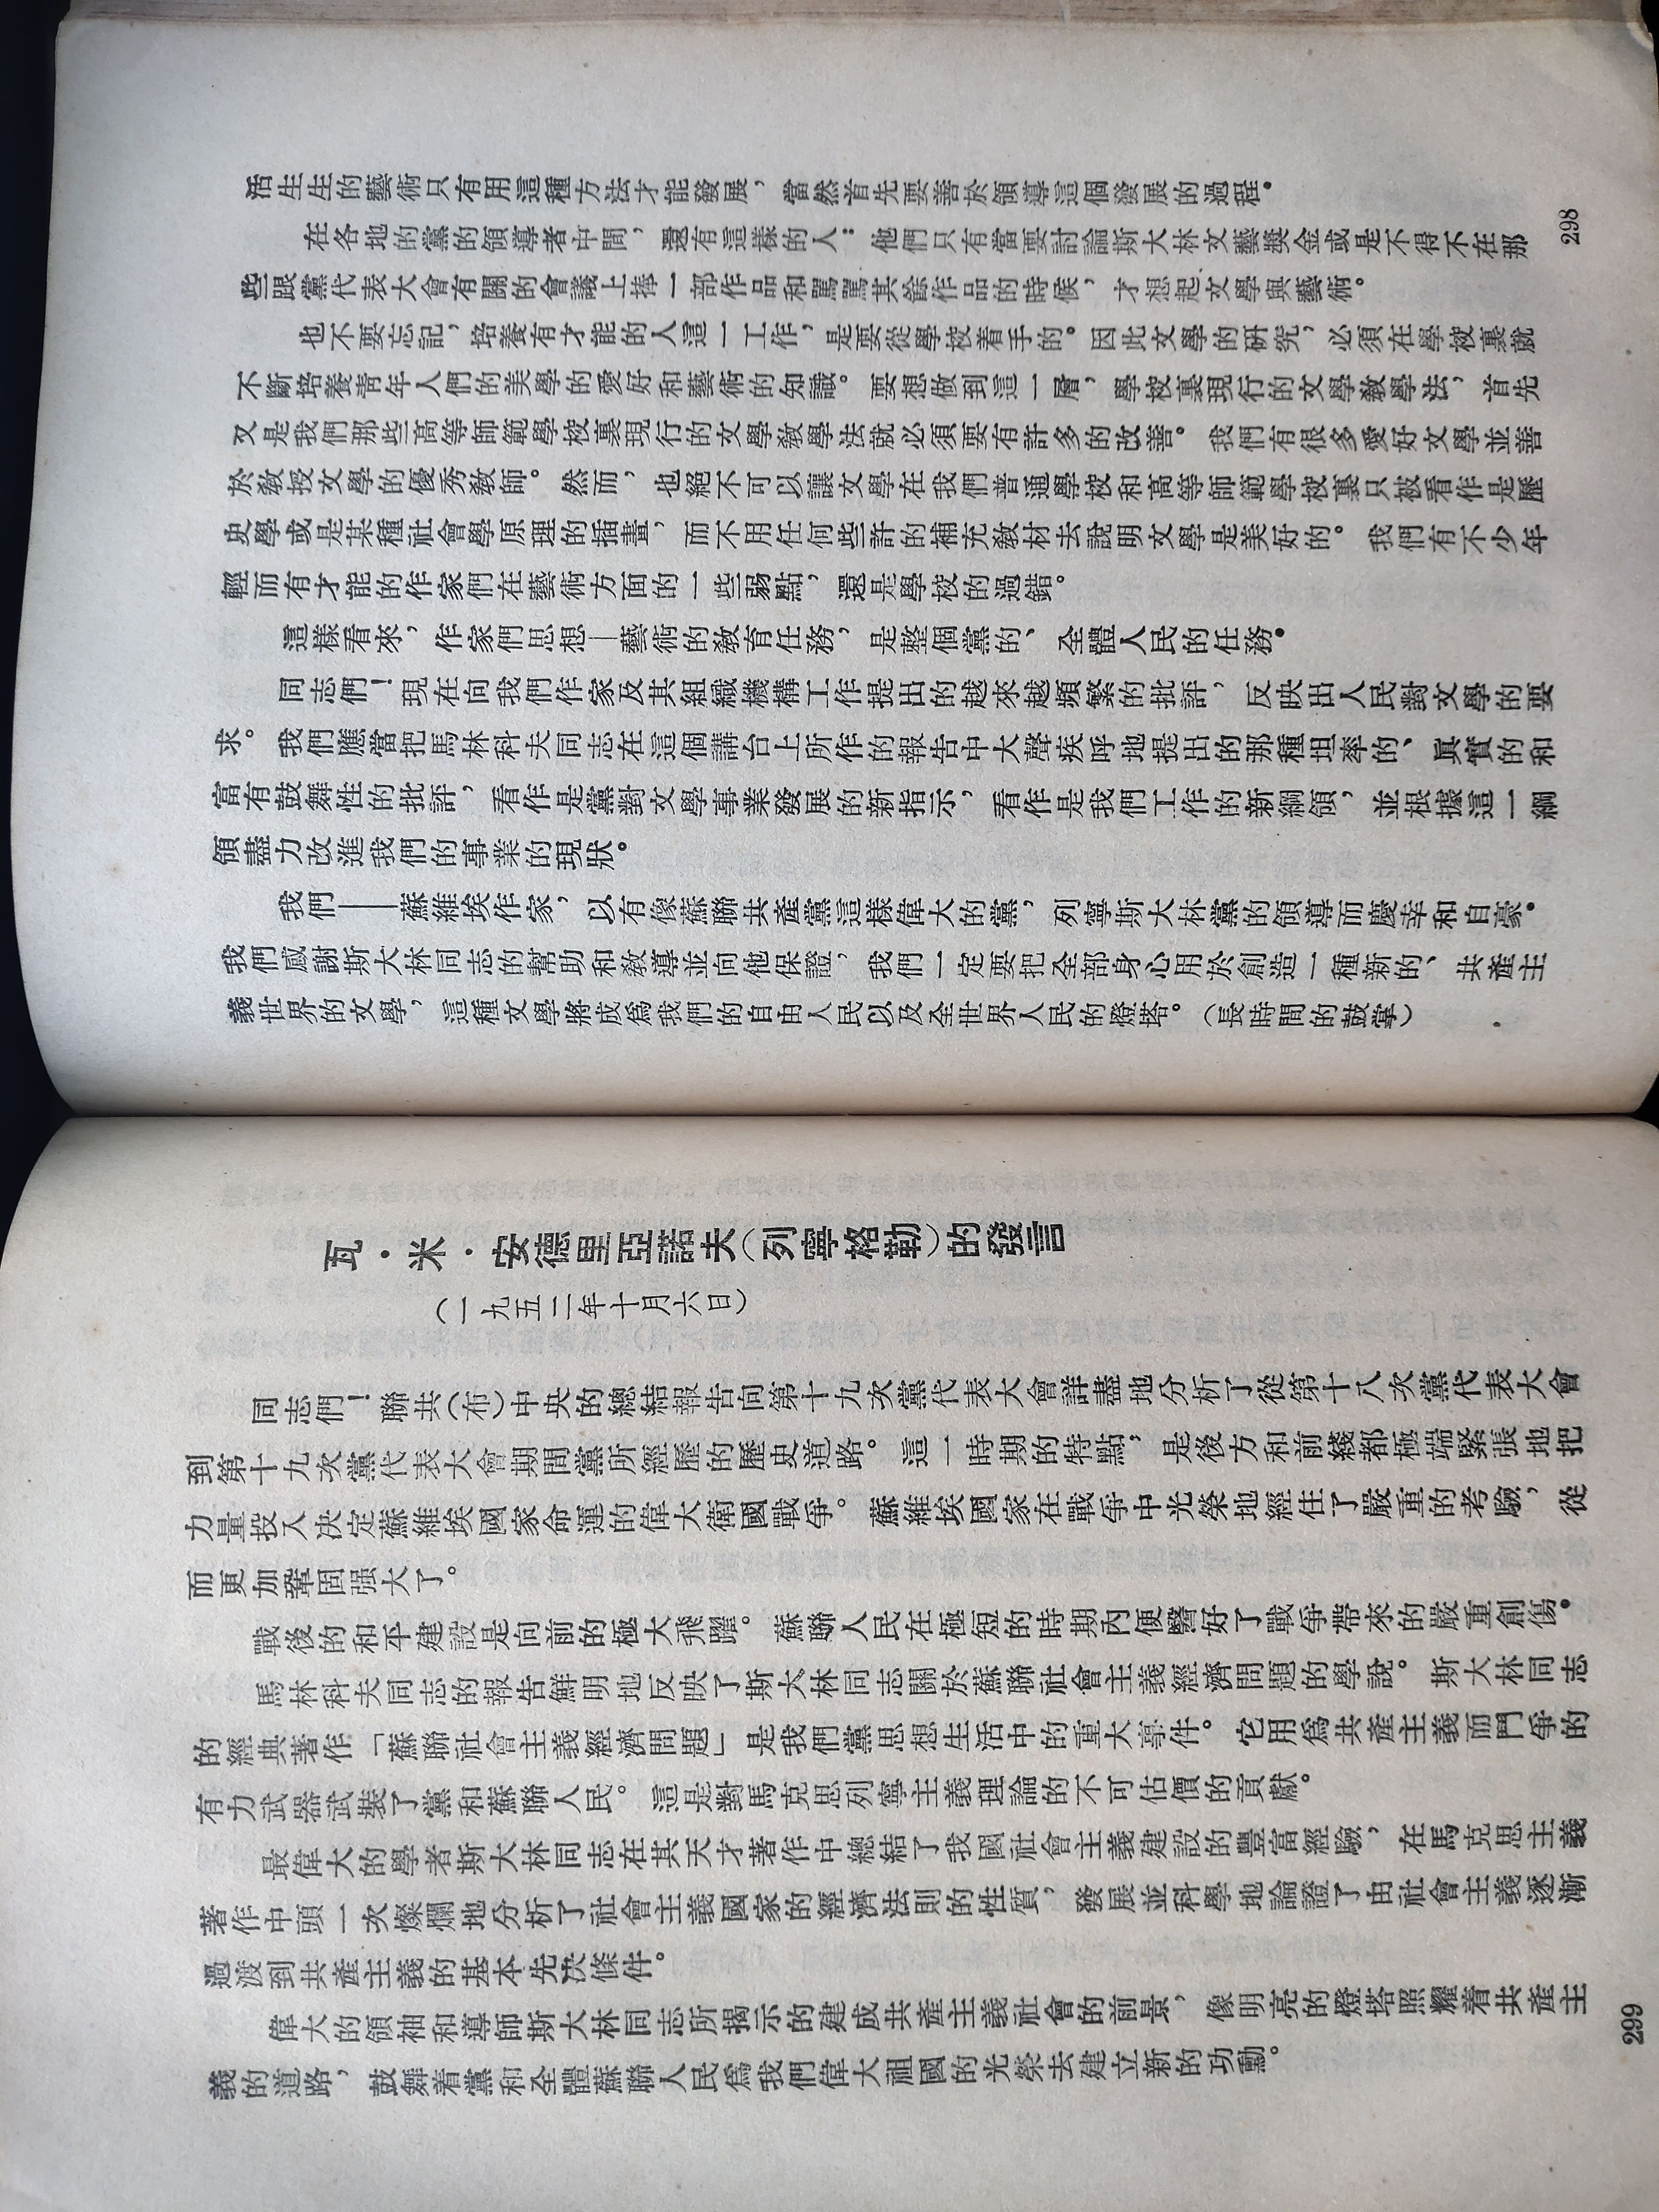 活生生的藝術只有用這種方法才能發展，當然首先要善於領導這個發展的過程。
在各地的黨的領導者中間，還有這樣的人：他們只有當要討論斯大林文藝獎金或是不得不在那
些跟黨代表大會有關的會議上捧一部作品和罵罵其餘作品的時候，才想起文學與藝術。
也不要忘記，培養有才能的人這一工作，是要從學校着手的。因此文學的研究，必須在學校裏就
不斷培養靑年人們的美學的愛好和藝術的知識。要想做到這一層，學校裏現行的文學敎學法，首先
又是我們那些高等師範學校裏現行的文學敎學法就必須要有許多的改善。我們有很多愛好文學並善
於敎授文學的優秀敎師。然而，也絕不可以讓文學在我們普通學校和高等師範學校裏只被看作是歷
史學或是某種社會學原理的插畫，而不用任何些許的補充敎材去說明文學是美好的。我們有不少年
輕而有才能的作家們在藝術方面的一些弱點，還是學校的過錯。
這樣看來，作家們思想—藝術的敎育任務，是整個黨的、全體人民的任務。
同志們！現在向我們作家及其組織機構工作提出的越來越頻繁的批評，反映出人民對文學的要
求。我們應當把馬林科夫同志在這個講台上所作的報告中大聲疾呼地提出的那種坦率的、眞實的和
富有鼓舞性的批評，看作是黨對文學事業發展的新指示，看作是我們工作的新綱領，並根據這一綱
領盡力改進我們的事業的現狀。
我們——蘇維埃作家，以有像蘇聯共產黨這樣偉大的黨，列寧斯大林黨的領導而慶幸和自豪。
我們感謝斯大林同志的幫助和敎導並向他保證，我們一定要把全部身心用於創造一種新的、共產主
義世界的文學，這種文學將成爲我們的自由人民以及全世界人民的燈塔。（長時間的鼓掌）
298
瓦·米·安德里亞諾夫（列寧格勒）的發言
（一九五二年十月六日）
同志們！聯共（布）中央的總結報告向第十九次黨代表大會詳盡地分析了從第十八次黨代表大會
到第十九次黨代表大會期間黨所經歷的歷史道路。這一時期的特點，是後方和前綫都極端緊張地把
力量投入決定蘇維埃國家命運的偉大衛國戰爭。蘇維埃國家在戰爭中光榮地經住了嚴重的考驗，從
而更加鞏固强大了。
戰後的和平建設是向前的極大飛躍。蘇聯人民在極短的時期內便醫好了戰爭帶來的嚴重創傷。
馬林科夫同志的報告鮮明地反映了斯大林同志關於蘇聯社會主義經濟問題的學說。斯大林同志
的經典著作「蘇聯社會主義經濟問題」是我們黨思想生活中的重大事件。它用爲共產主義而鬥爭的
有力武器武裝了黨和蘇聯人民。這是對馬克思列寧主義理論的不可估價的貢獻。
最偉大的學者斯大林同志在其天才著作中總結了我國社會主義建設的豐富經驗，在馬克思主義
著作中頭一次燦爛地分析了社會主義國家的經濟法則的性質，發展並科學地論證了由社會主義逐漸
過渡到共產主義的基本先決條件。
偉大的領袖和導師斯大林同志所揭示的建成共產主義社會的前景，像明亮的燈塔照耀着共產主
義的道路，鼓舞着黨和全體蘇聯人民爲我們偉大祖國的光榮去建立新的功勳。
299